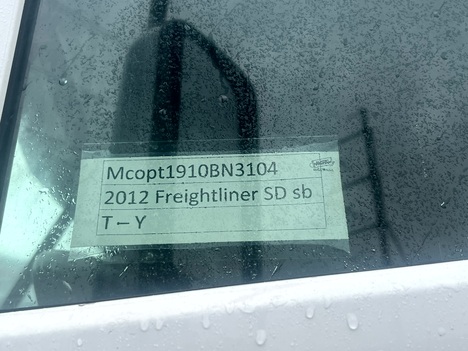 Mcopt1910BN3104
2012 Freightliner SD sb
T – Y